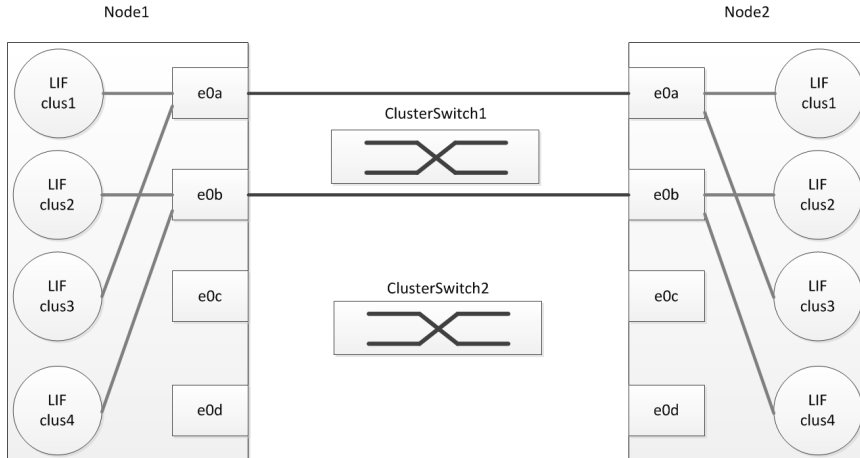 Node1
Node2
LIF
clus1
e0a
e0a
LIF
clus1
ClusterSwitch1
LIF
clus2
e0b
e0b
LIF
clus2
ClusterSwitch2
LIF
clus3
e0c
e0c
LIF
clus3
LIF
clus4
e0d
e0d
LIF
clus4